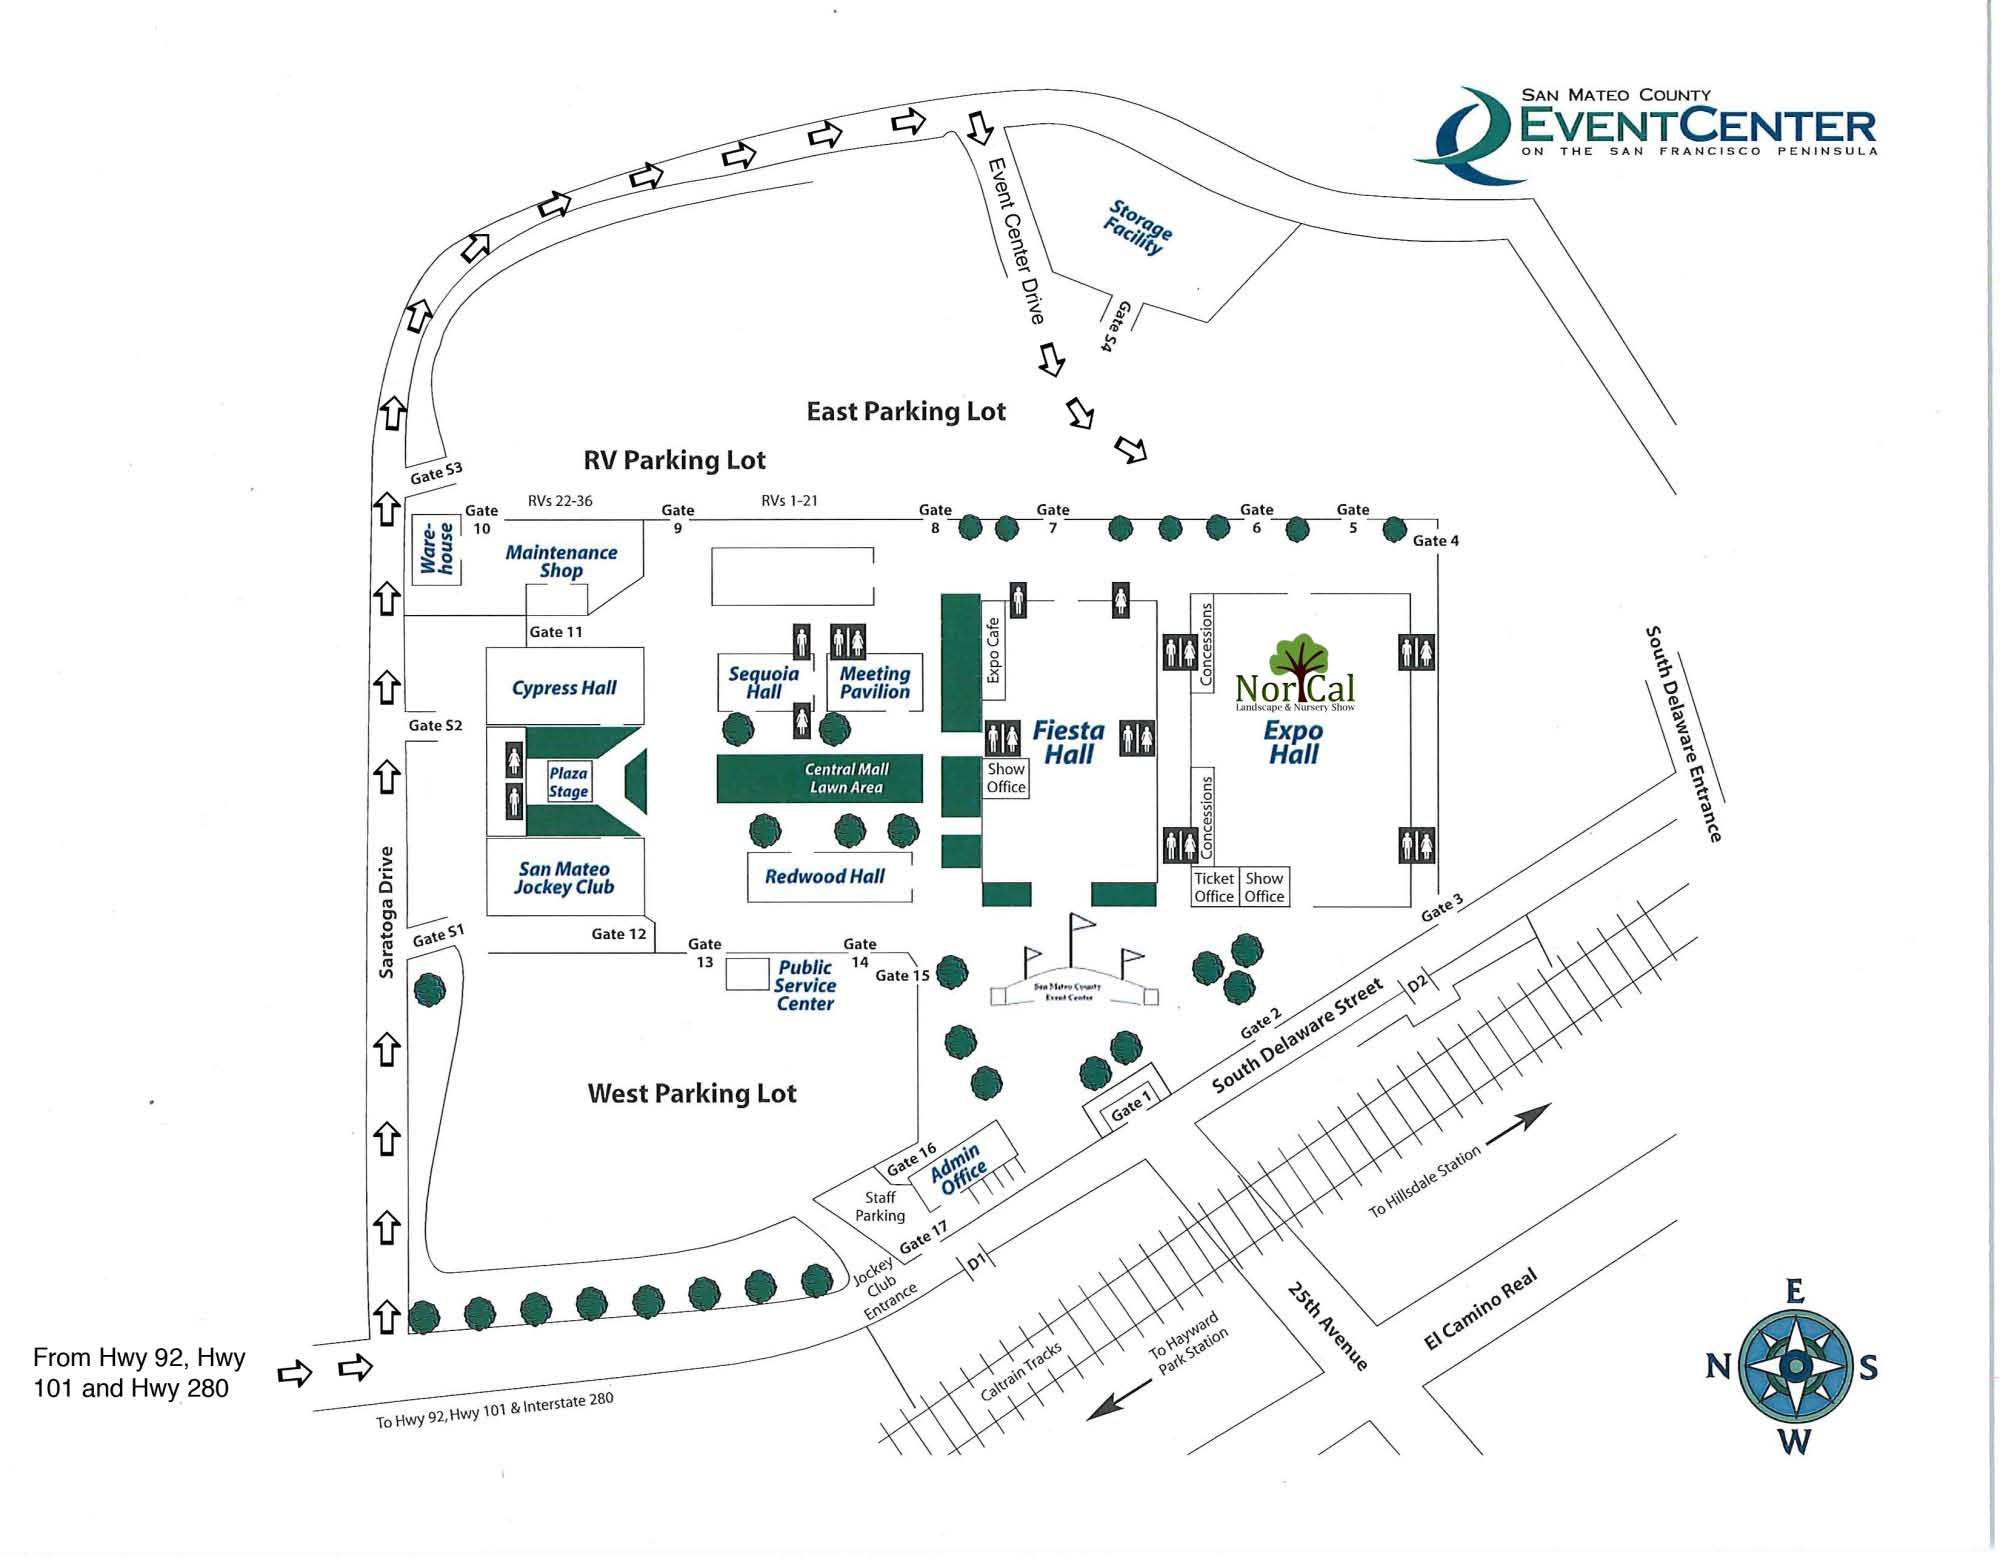 SAN MATEO COUNTY
EVENTCENTER
ON THE SAN FRANCISCO PENINSULA
Event Center Drive
Storage
Facility
Gate S4
East Parking Lot
RV Parking Lot
Gate S3
RVs 22-36
RVs 1-21
Gate
10
Gate
9
Gate
8
Gate
7
Gate
6
Gate
5
Gate 4
Ware-
house
Maintenance
Shop
Gate 11
Cypress Hall
Sequoia
Hall
Meeting
Pavilion
Expo Cafe
Concessions
NorCal
Landscape & Nursery Show
Expo
Hall
Fiesta
Hall
Show
Office
Gate S2
Plaza
Stage
Central Mall
Lawn Area
Concessions
South Delaware Entrance
Saratoga Drive
San Mateo
Jockey Club
Redwood Hall
Ticket
Office
Show
Office
Gate 3
Gate S1
Gate 12
Gate
13
Gate
14
Gate 15
Public
Service
Center
San Mateo County
Event Center
Gate 2
South Delaware Street
D2
West Parking Lot
Gate 1
Gate 16
Admin
Office
Staff
Parking
Gate 17
Jockey
Club
Entrance
D1
To Hillsdale Station
25th Avenue
El Camino Real
To Hayward
Park Station
Caltrain Tracks
From Hwy 92, Hwy
101 and Hwy 280
To Hwy 92, Hwy 101 & Interstate 280
E
N
S
W